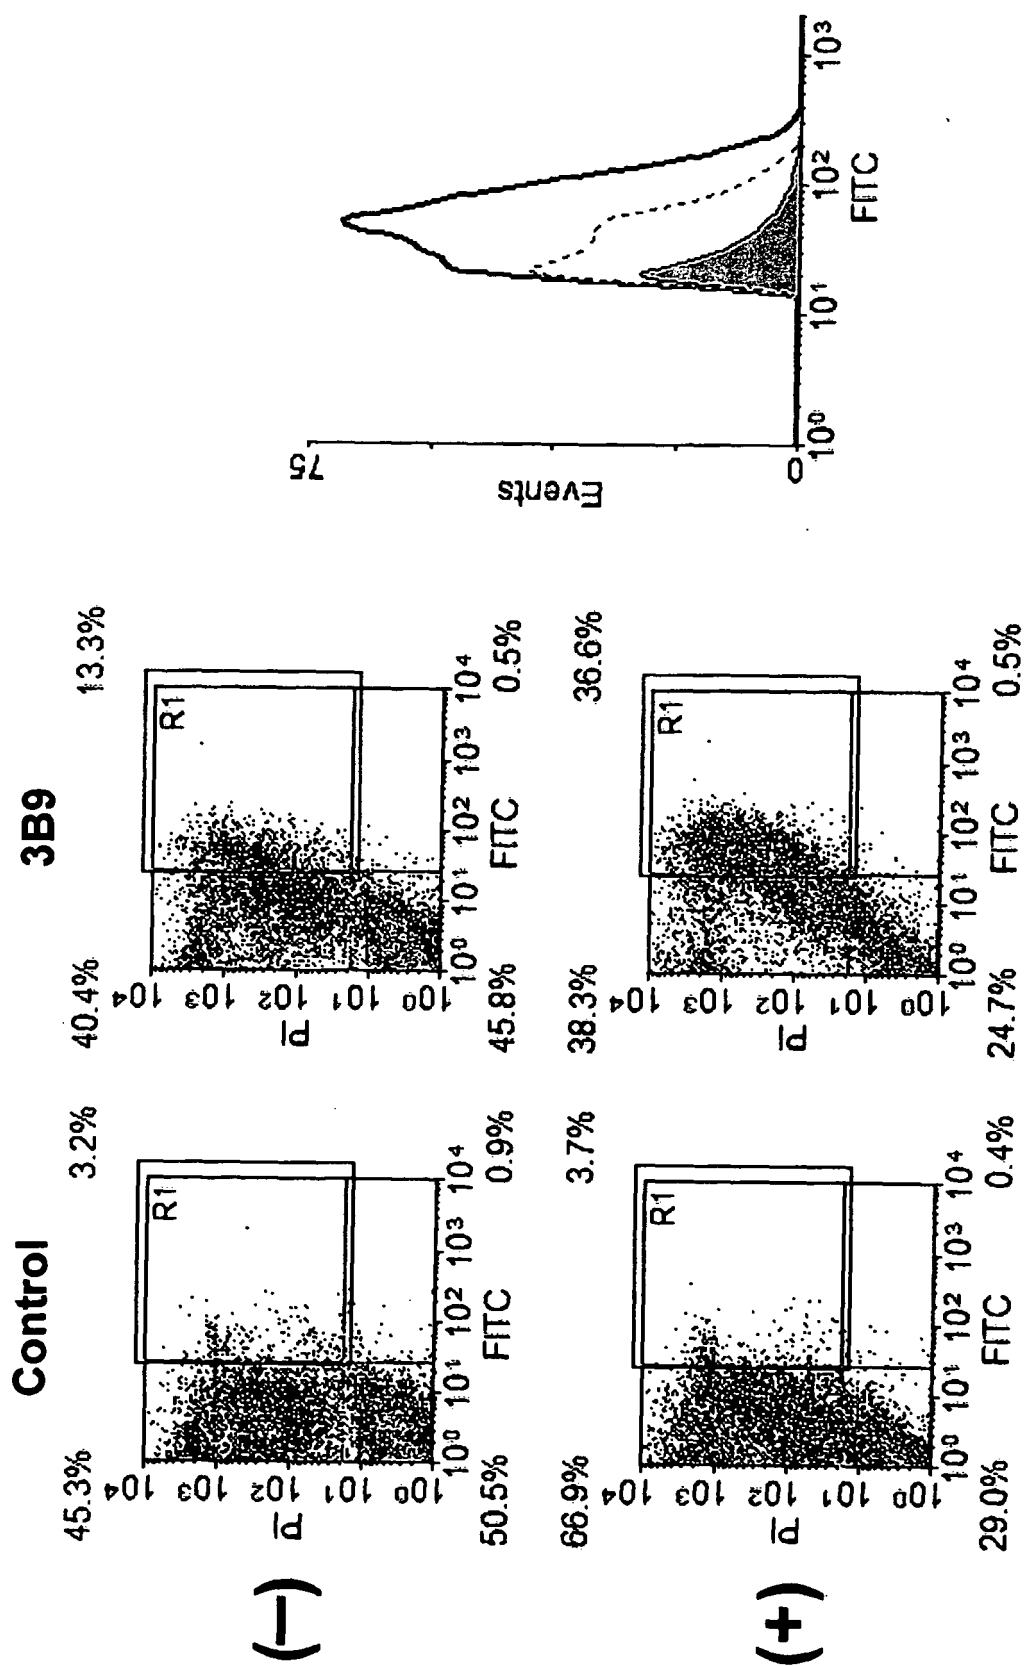 Control
3B9
(−)
45.3%
3.2%
10⁴
10³
10²
10¹
10⁰
PI
R1
10⁰ 10¹ 10² 10³ 10⁴
FITC
50.5%
0.9%
40.4%
13.3%
10⁴
10³
10²
10¹
10⁰
PI
R1
10⁰ 10¹ 10² 10³ 10⁴
FITC
45.8%
0.5%
(+)
66.9%
3.7%
10⁴
10³
10²
10¹
10⁰
PI
R1
10⁰ 10¹ 10² 10³ 10⁴
FITC
29.0%
0.4%
38.3%
36.6%
10⁴
10³
10²
10¹
10⁰
PI
R1
10⁰ 10¹ 10² 10³ 10⁴
FITC
24.7%
0.5%
75
Events
0
10⁰ 10¹ 10² 10³
FITC